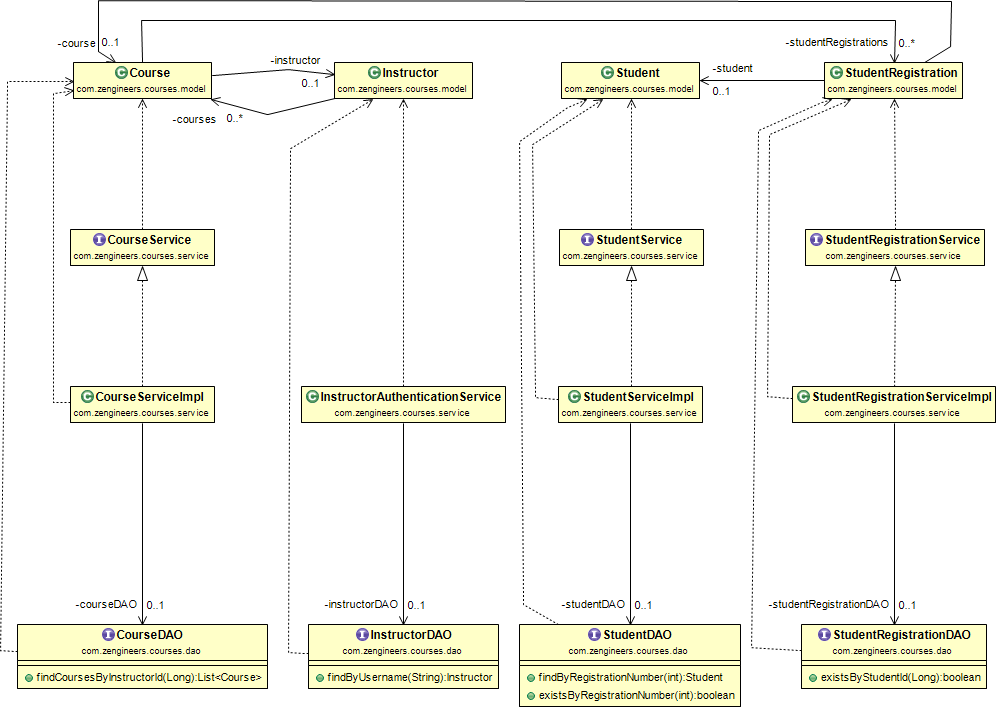 -course 0..1
-instructor
0..1
-courses 0..*
-student
0..1
-studentRegistrations 0..*
Course
com.zengineers.courses.model
Instructor
com.zengineers.courses.model
Student
com.zengineers.courses.model
StudentRegistration
com.zengineers.courses.model
CourseService
com.zengineers.courses.service
StudentService
com.zengineers.courses.service
StudentRegistrationService
com.zengineers.courses.service
CourseServiceImpl
com.zengineers.courses.service
InstructorAuthenticationService
com.zengineers.courses.service
StudentServiceImpl
com.zengineers.courses.service
StudentRegistrationServiceImpl
com.zengineers.courses.service
-courseDAO 0..1
-instructorDAO 0..1
-studentDAO 0..1
-studentRegistrationDAO 0..1
CourseDAO
com.zengineers.courses.dao
findCoursesByInstructorId(Long):List<Course>
InstructorDAO
com.zengineers.courses.dao
findByUsername(String):Instructor
StudentDAO
com.zengineers.courses.dao
findByRegistrationNumber(int):Student
existsByRegistrationNumber(int):boolean
StudentRegistrationDAO
com.zengineers.courses.dao
existsByStudentId(Long):boolean